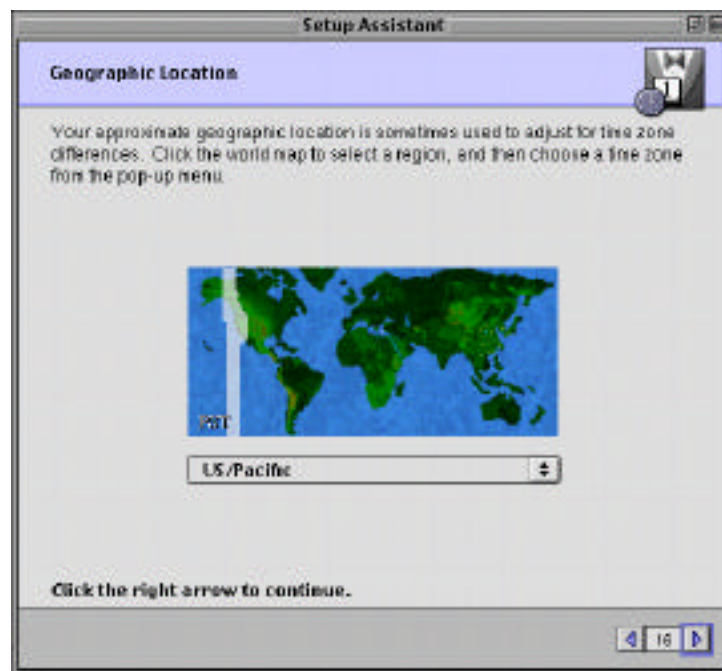 Setup Assistant
Geographic Location
1
Your approximate geographic location is sometimes used to adjust for time zone
differences. Click the world map to select a region, and then choose a time zone
from the pop-up menu.
PST
US/Pacific
Click the right arrow to continue.
16